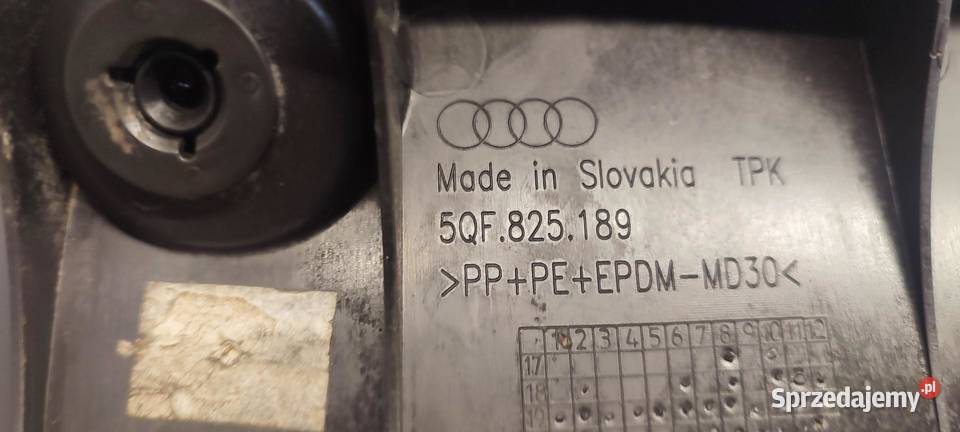 Made in Slovakia TPK
5QF.825.189
>PP+PE+EPDM-MD30<
1 2 3 4 5 6 7 8 9 10 11 12
17
18
19
Sprzedajemy.pl